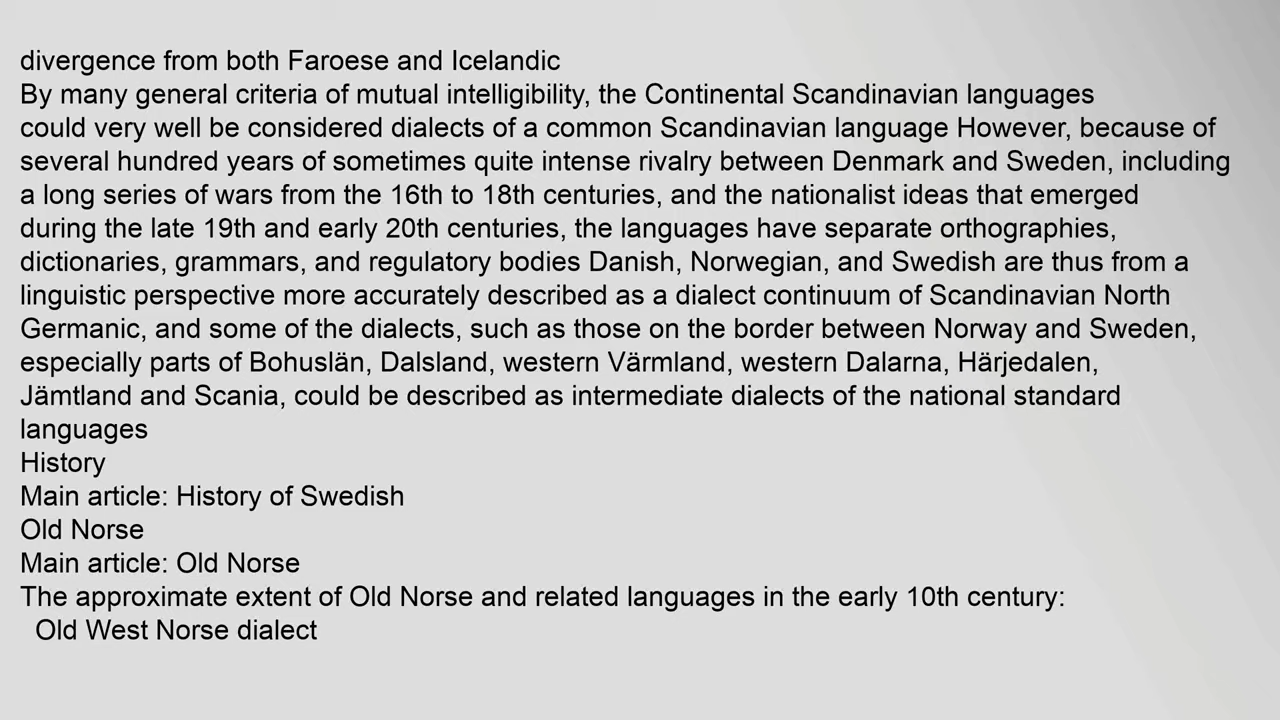 divergence from both Faroese and Icelandic
By many general criteria of mutual intelligibility, the Continental Scandinavian languages
could very well be considered dialects of a common Scandinavian language However, because of
several hundred years of sometimes quite intense rivalry between Denmark and Sweden, including
a long series of wars from the 16th to 18th centuries, and the nationalist ideas that emerged
during the late 19th and early 20th centuries, the languages have separate orthographies,
dictionaries, grammars, and regulatory bodies Danish, Norwegian, and Swedish are thus from a
linguistic perspective more accurately described as a dialect continuum of Scandinavian North
Germanic, and some of the dialects, such as those on the border between Norway and Sweden,
especially parts of Bohuslän, Dalsland, western Värmland, western Dalarna, Härjedalen,
Jämtland and Scania, could be described as intermediate dialects of the national standard
languages
History
Main article: History of Swedish
Old Norse
Main article: Old Norse
The approximate extent of Old Norse and related languages in the early 10th century:
Old West Norse dialect